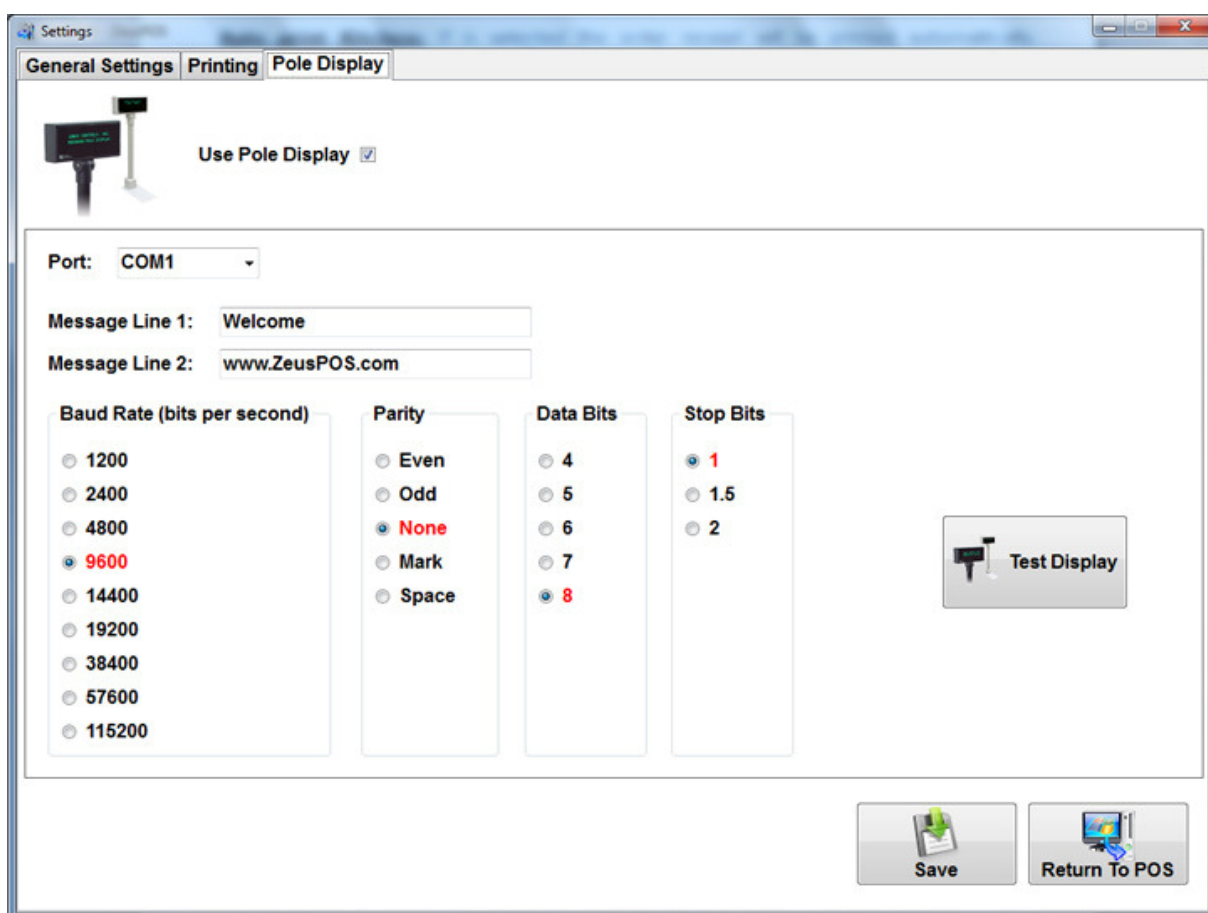 Settings
General Settings Printing Pole Display
Use Pole Display
Port: COM1
Message Line 1: Welcome
Message Line 2: www.ZeusPOS.com
Baud Rate (bits per second) Parity Data Bits Stop Bits
1200 Even 4 1
2400 Odd 5 1.5
4800 None 6 2
9600 Mark 7
14400 Space 8
19200
38400
57600
115200
Test Display
Save Return To POS